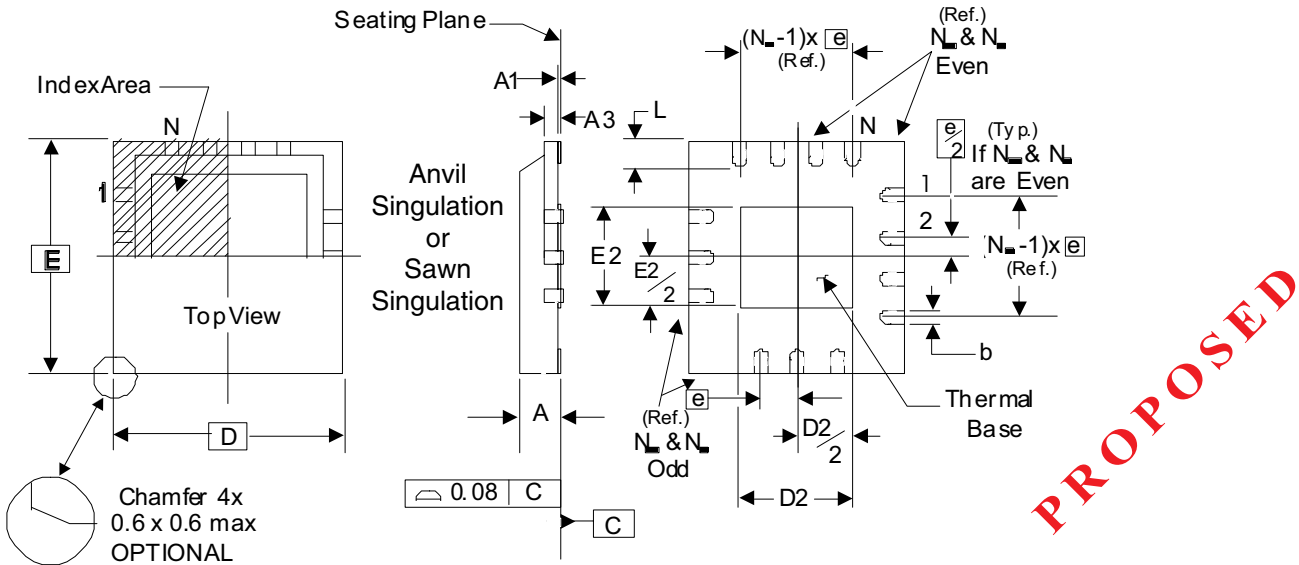 Seating Plane
Index Area
N
1
E
Top View
D
Chamfer 4x
0.6 x 0.6 max
OPTIONAL
A1
A3
L
Anvil
Singulation
or
Sawn
Singulation
A
0.08 C
C
(N -1)x e
(Ref.)
(Ref.)
N & N
Even
N
e/2
(Typ.)
If N & N
are Even
1
2
(N -1)x e
(Ref.)
b
E2
E2/2
Thermal
Base
e
(Ref.)
N & N
Odd
D2/2
D2
PROPOSED